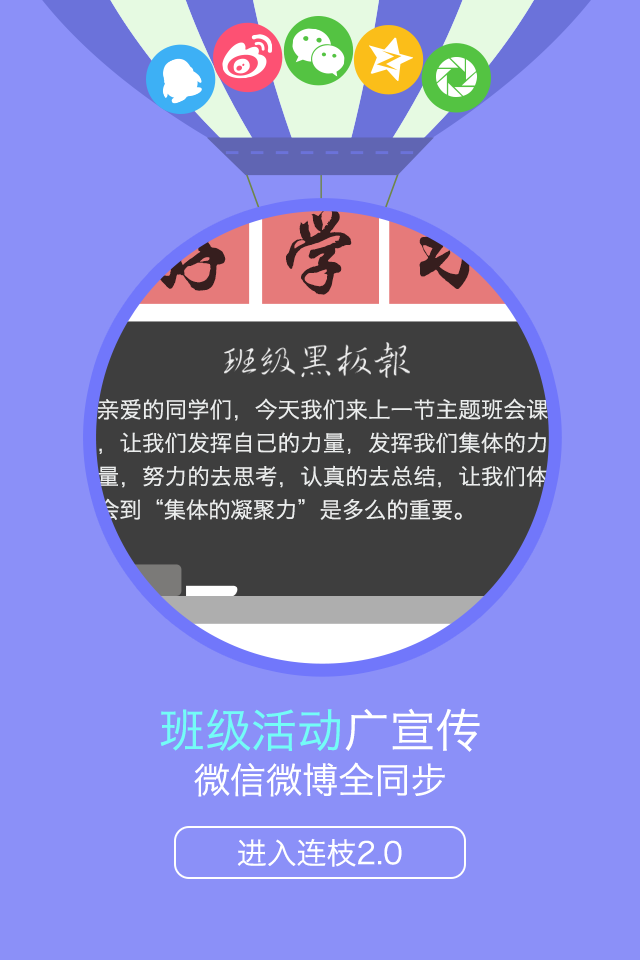 好学习
班级黑板報
亲爱的同学们，今天我们来上一节主题班会课
，让我们发挥自己的力量，发挥我们集体的力
量，努力的去思考，认真的去总结，让我们体
会到“集体的凝聚力”是多么的重要。
班级活动广宣传
微信微博全同步
进入连枝2.0